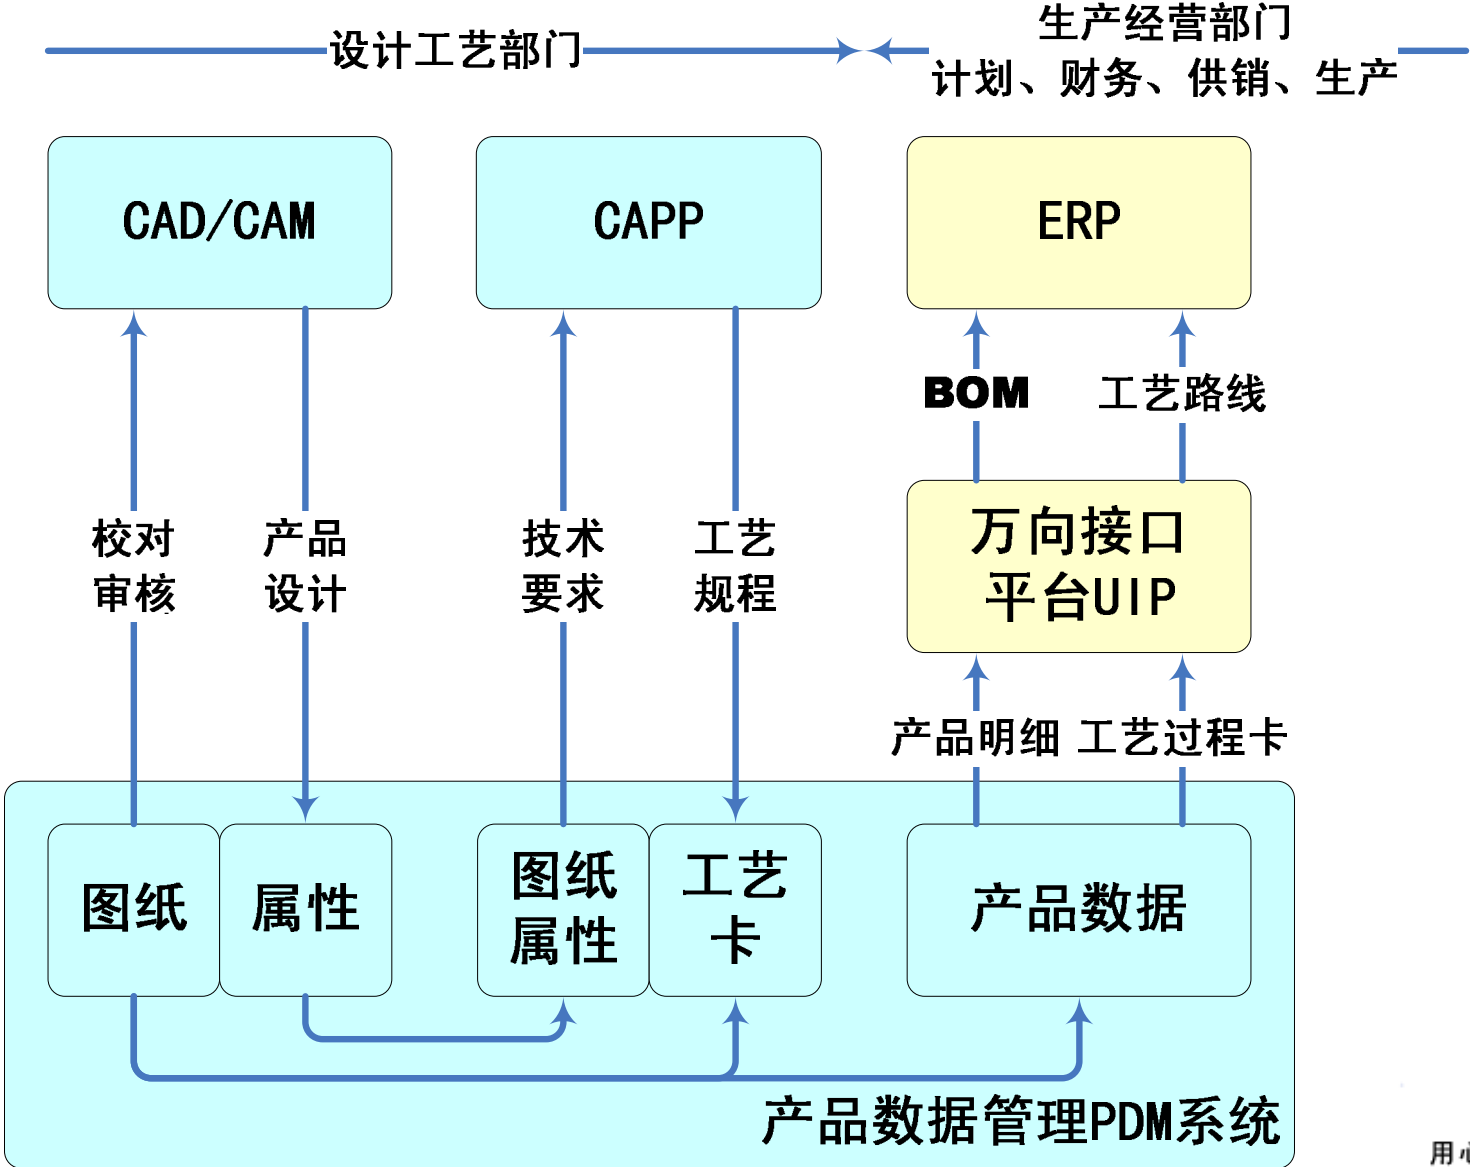 设计工艺部门
生产经营部门
计划、财务、供销、生产
CAD/CAM
CAPP
ERP
BOM
工艺路线
校对
审核
产品
设计
技术
要求
工艺
规程
万向接口
平台UIP
产品明细
工艺过程卡
图纸
属性
图纸
属性
工艺
卡
产品数据
产品数据管理PDM系统
用心